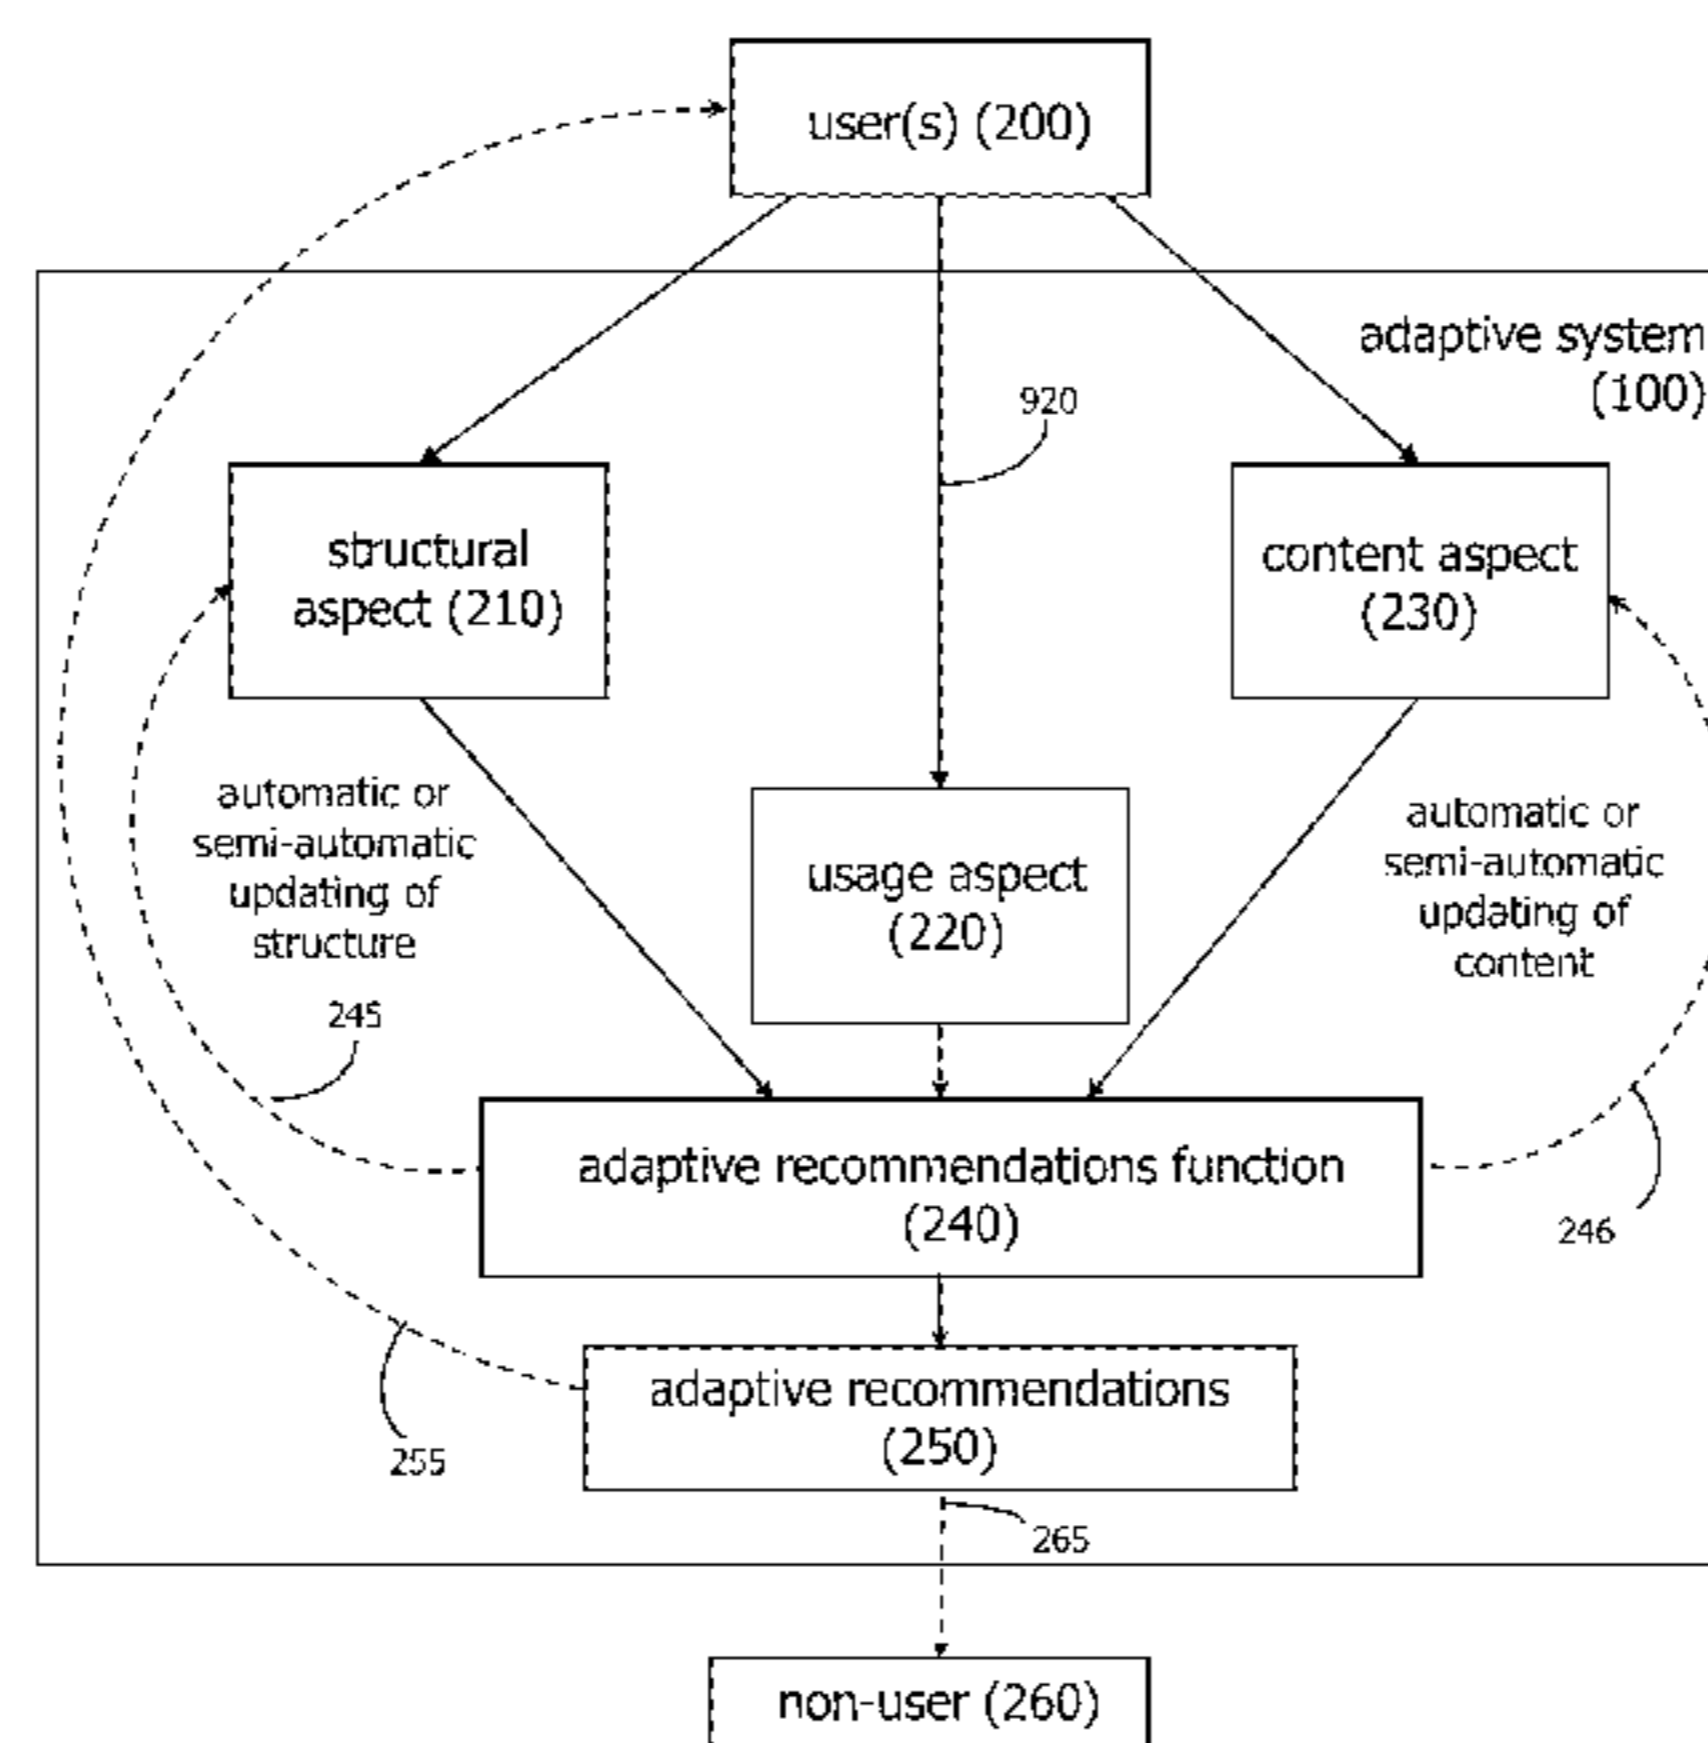 user(s) (200)
adaptive system
(100)
920
structural
aspect (210)
content aspect
(230)
automatic or
semi-automatic
updating of
structure
usage aspect
(220)
automatic or
semi-automatic
updating of
content
245
adaptive recommendations function
(240)
246
adaptive recommendations
(250)
255
265
non-user (260)